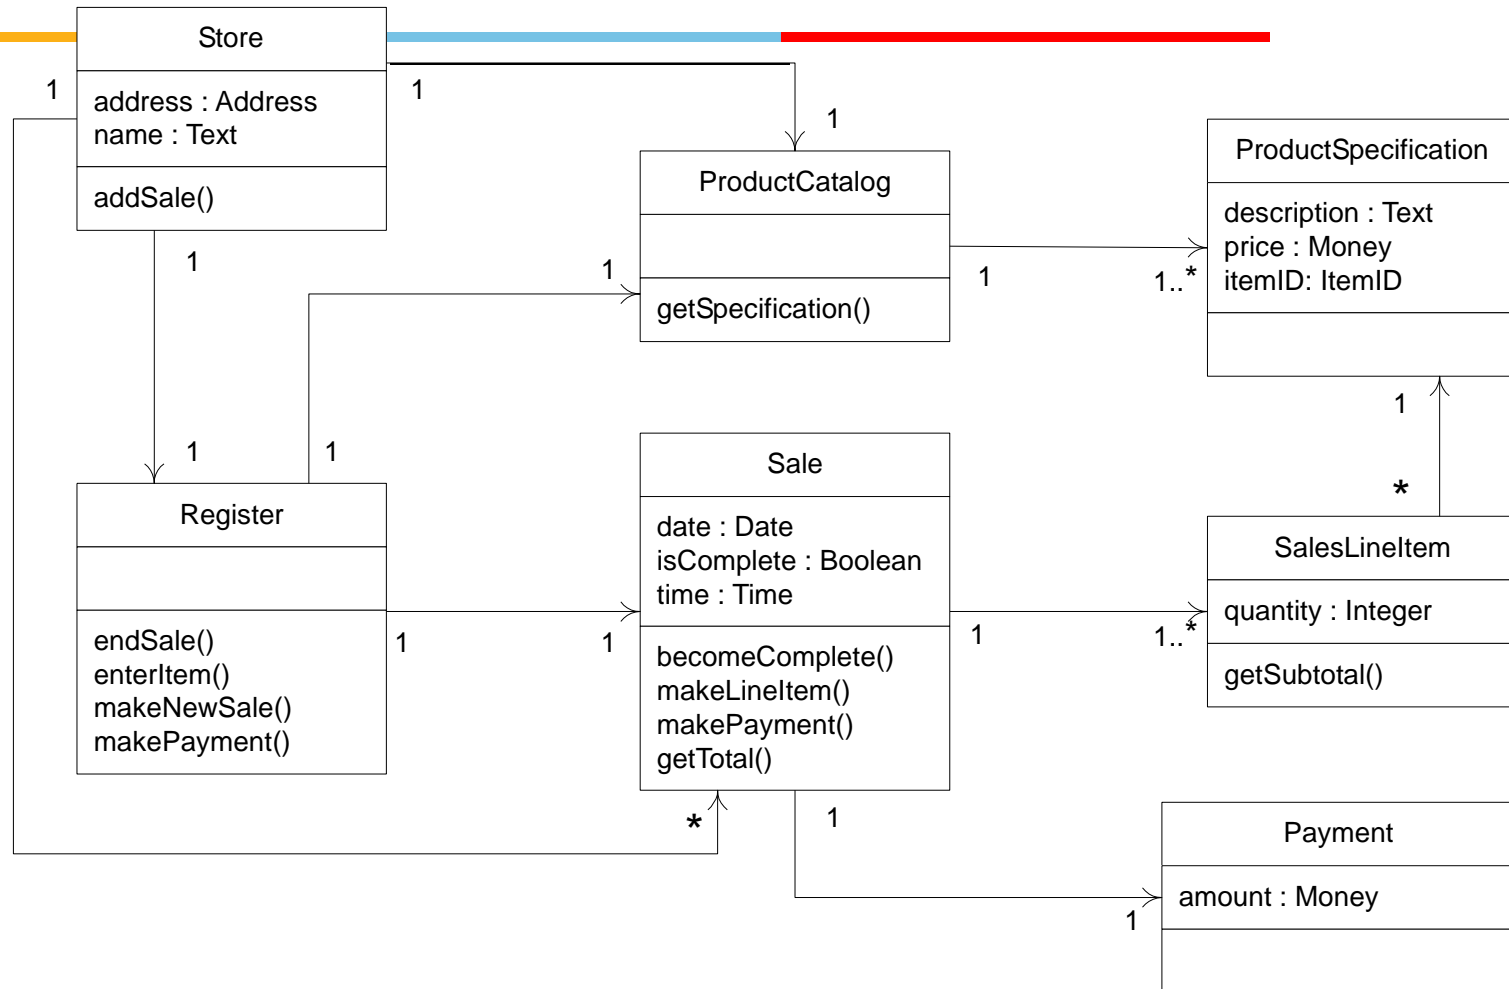 Store
address : Address
name : Text
addSale()
1
1
1
1
ProductCatalog
getSpecification()
1
1
1..*
ProductSpecification
description : Text
price : Money
itemID: ItemID
1
1
1
Register
endSale()
enterItem()
makeNewSale()
makePayment()
1
1
Sale
date : Date
isComplete : Boolean
time : Time
becomeComplete()
makeLineItem()
makePayment()
getTotal()
1
1..*
1
*
SalesLineItem
quantity : Integer
getSubtotal()
*
1
1
Payment
amount : Money